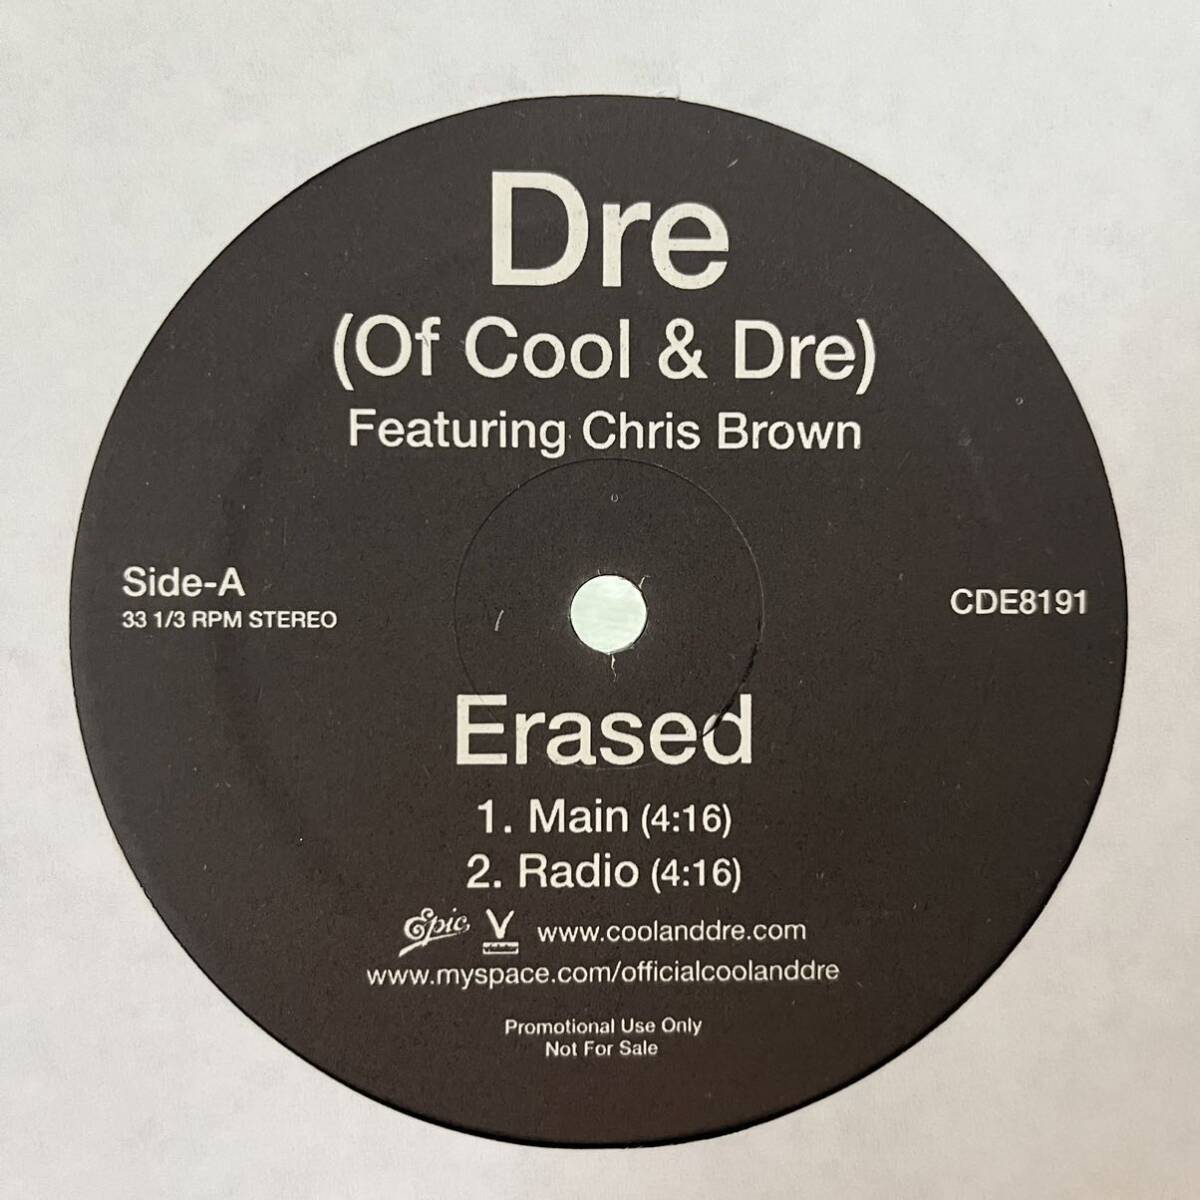 Dre
(Of Cool & Dre)
Featuring Chris Brown
Side-A
33 1/3 RPM STEREO
CDE8191
Erased
1. Main (4:16)
2. Radio (4:16)
Epic V www.coolanddre.com
www.myspace.com/officialcoolanddre
Promotional Use Only
Not For Sale